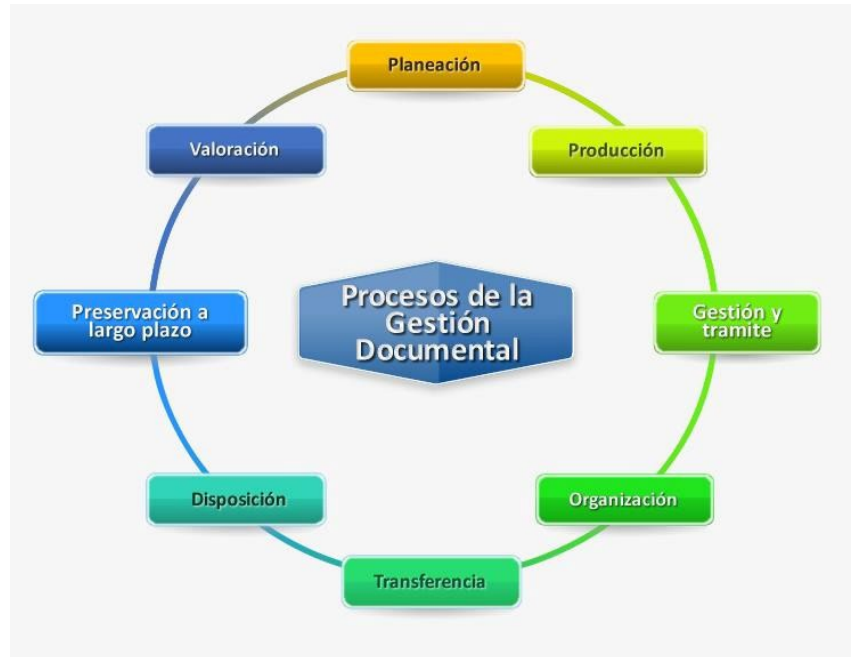 Planeación
Producción
Gestión y
tramite
Organización
Transferencia
Disposición
Preservación a
largo plazo
Valoración
Procesos de la
Gestión
Documental